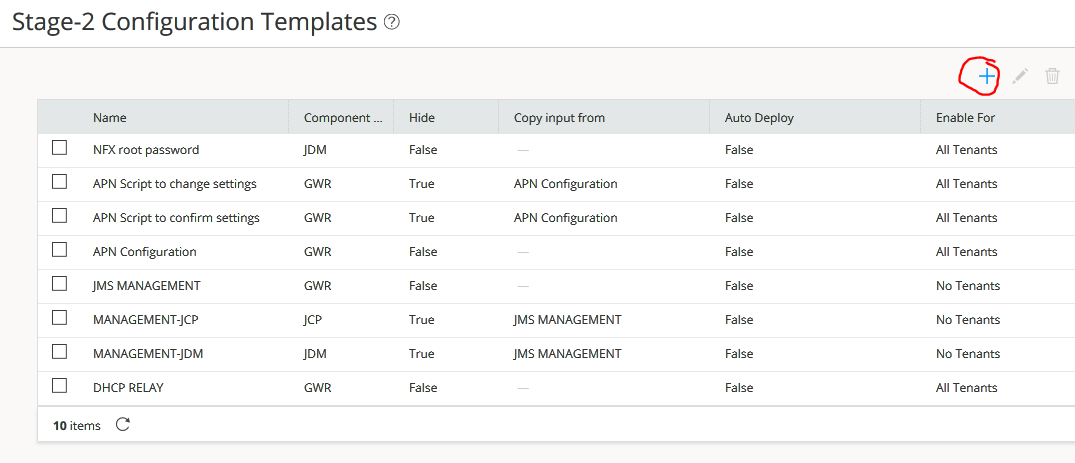 Stage-2 Configuration Templates ?
Name Component ... Hide Copy input from Auto Deploy Enable For
NFX root password JDM False — False All Tenants
APN Script to change settings GWR True APN Configuration False All Tenants
APN Script to confirm settings GWR True APN Configuration False All Tenants
APN Configuration GWR False — False All Tenants
JMS MANAGEMENT GWR False — False No Tenants
MANAGEMENT-JCP JCP True JMS MANAGEMENT False No Tenants
MANAGEMENT-JDM JDM True JMS MANAGEMENT False No Tenants
DHCP RELAY GWR False — False All Tenants
10 items